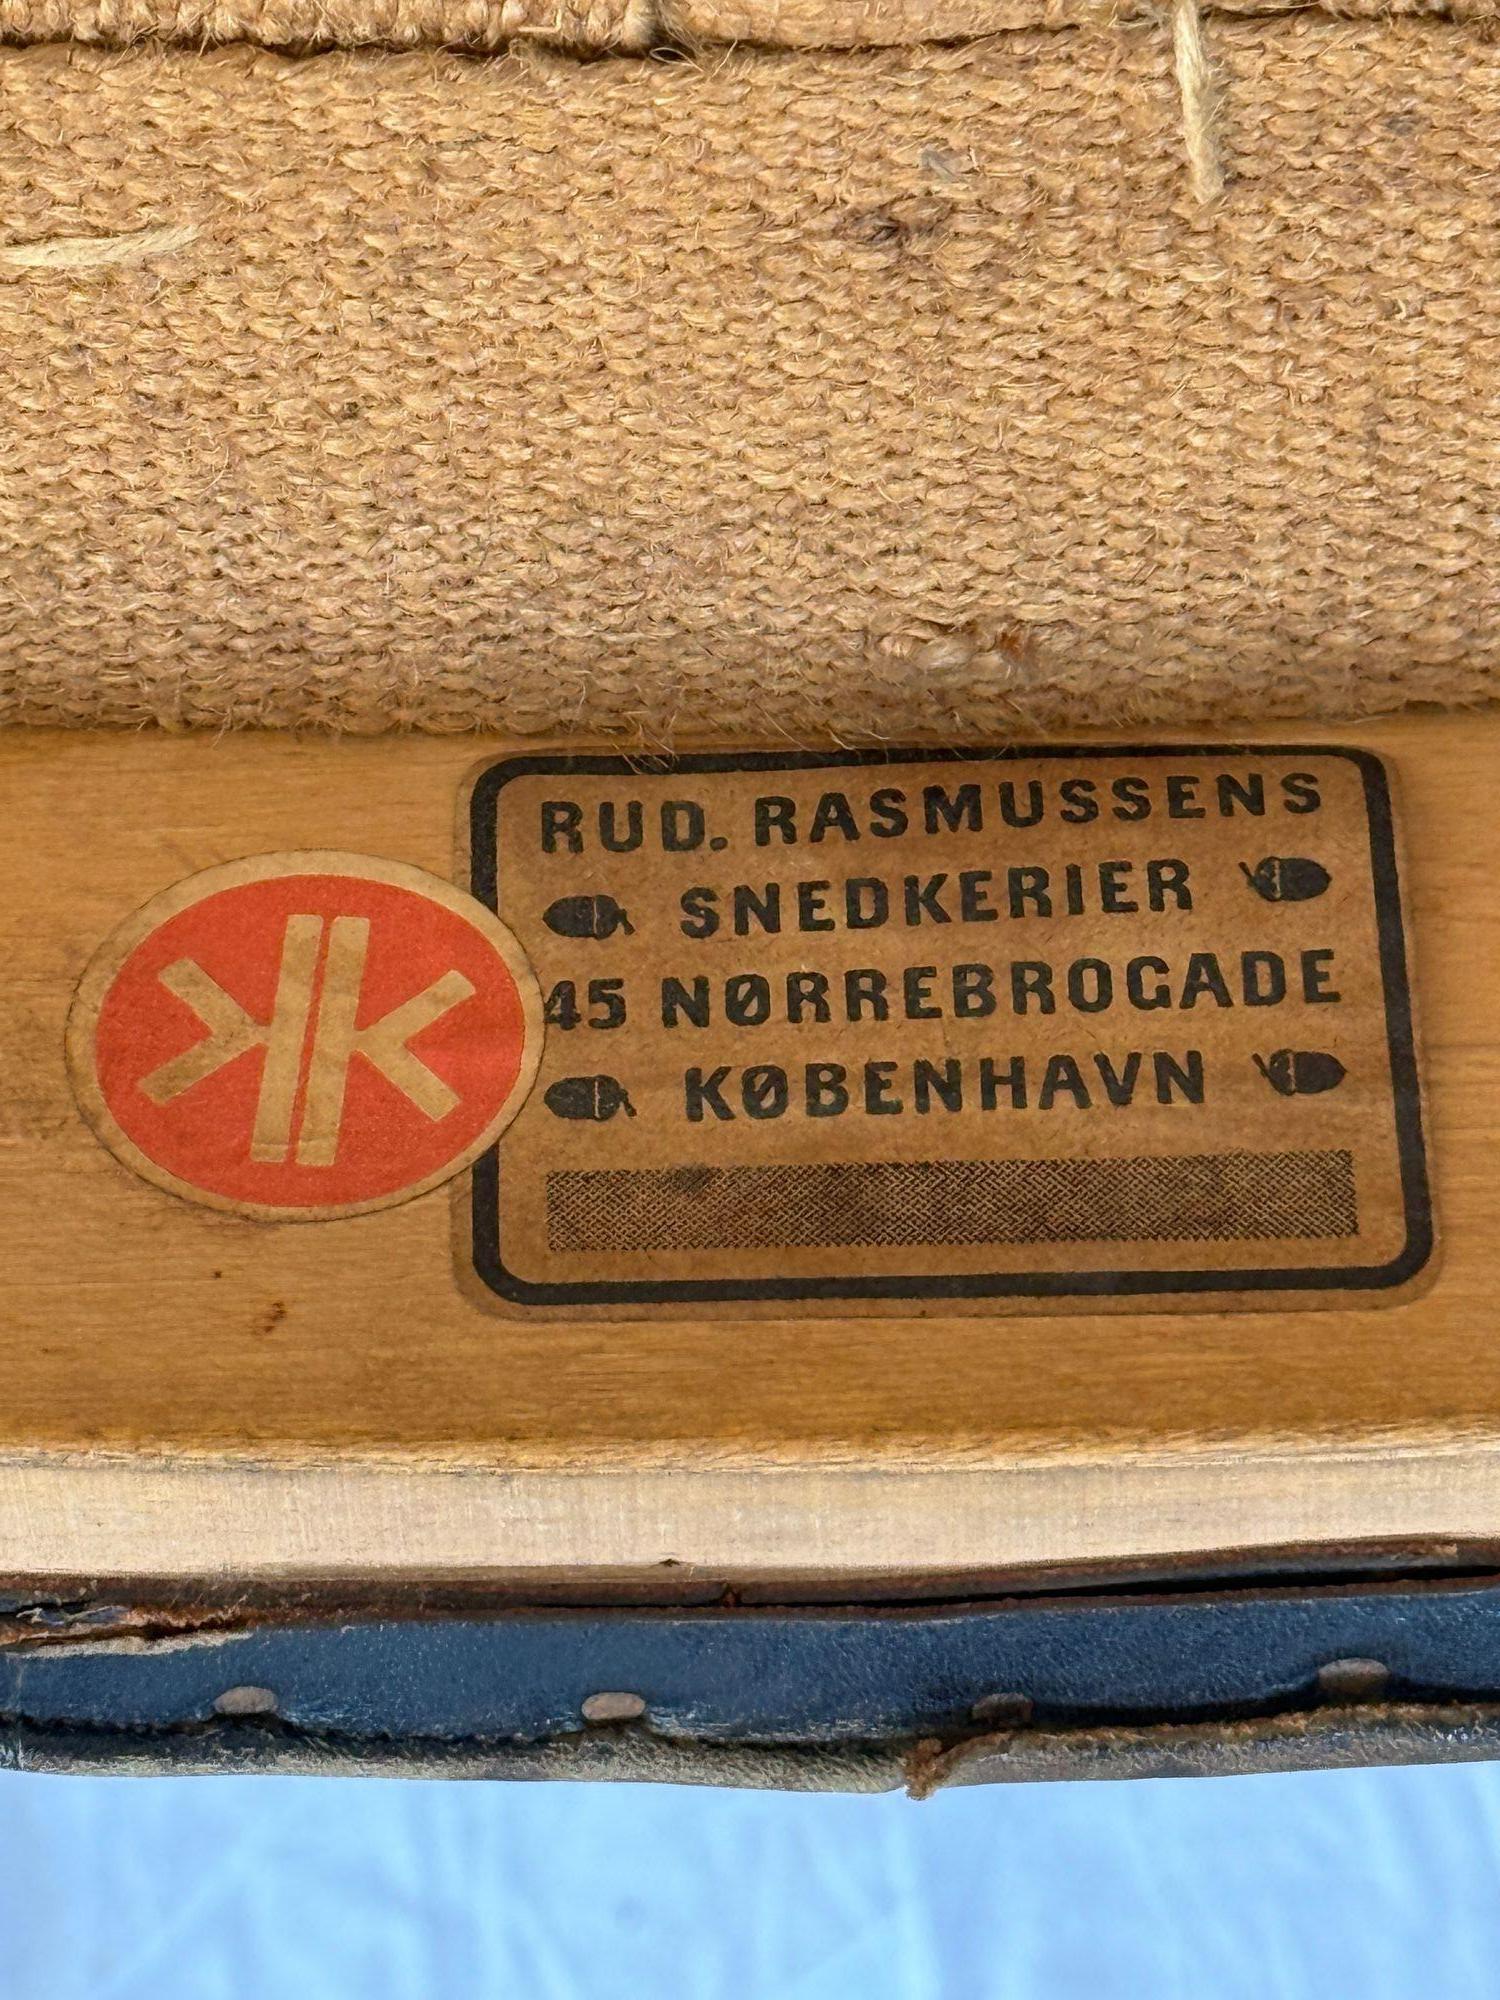 RUD. RASMUSSENS
SNEDKERIER
45 NØRREBROGADE
KØBENHAVN